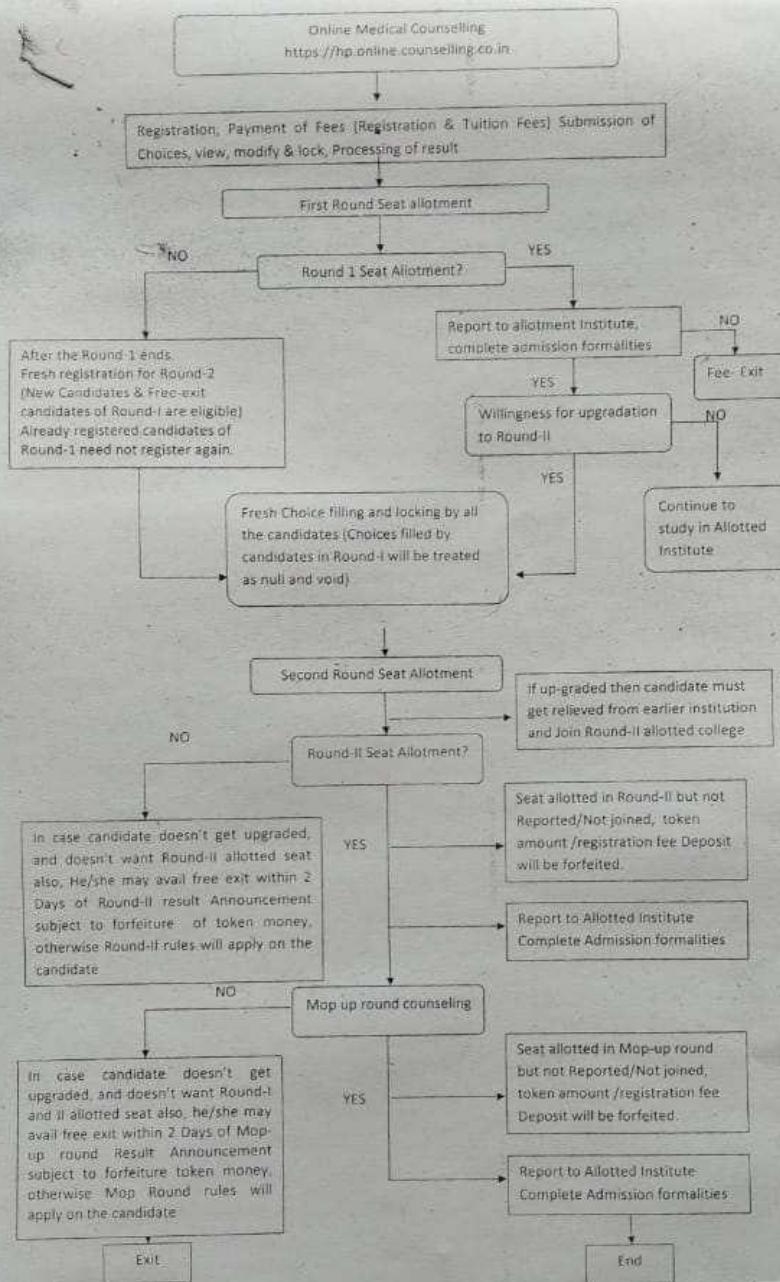 Online Medical Counselling
https://hp.online.counselling.co.in
Registration, Payment of Fees (Registration & Tuition Fees) Submission of
Choices, view, modify & lock, Processing of result
First Round Seat allotment
NO
YES
Round 1 Seat Allotment?
Report to allotment Institute,
complete admission formalities
NO
Fee- Exit
After the Round-1 ends.
Fresh registration for Round-2
(New Candidates & Free-exit
candidates of Round-I are eligible)
Already registered candidates of
Round-1 need not register again.
YES
Willingness for upgradation
to Round-II
NO
YES
Continue to
study in Allotted
Institute
Fresh Choice filling and locking by all
the candidates (Choices filled by
candidates in Round-I will be treated
as null and void)
Second Round Seat Allotment
If up-graded then candidate must
get relieved from earlier institution
and Join Round-II allotted college
NO
Round-II Seat Allotment?
In case candidate doesn't get upgraded,
and doesn't want Round-II allotted seat
also, He/she may avail free exit within 2
Days of Round-II result Announcement
subject to forfeiture of token money,
otherwise Round-II rules will apply on the
candidate
YES
Seat allotted in Round-II but not
Reported/Not joined, token
amount /registration fee Deposit
will be forfeited.
Report to Allotted Institute
Complete Admission formalities
NO
Mop up round counseling
In case candidate doesn't get
upgraded, and doesn't want Round-I
and II allotted seat also, he/she may
avail free exit within 2 Days of Mop-
up round Result Announcement
subject to forfeiture token money,
otherwise Mop Round rules will
apply on the candidate
YES
Seat allotted in Mop-up round
but not Reported/Not joined,
token amount /registration fee
Deposit will be forfeited.
Report to Allotted Institute
Complete Admission formalities
Exit
End